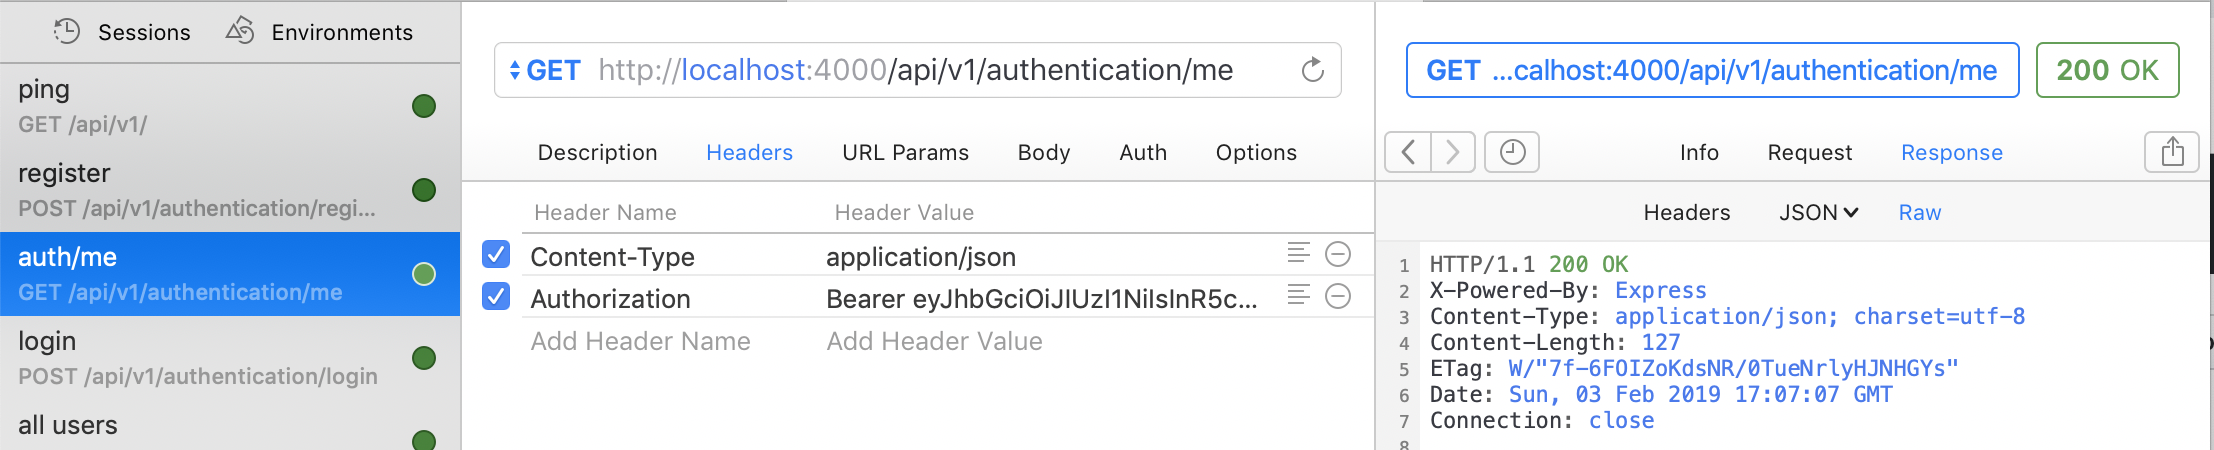 Sessions Environments
ping
GET /api/v1/
register
POST /api/v1/authentication/regi...
auth/me
GET /api/v1/authentication/me
login
POST /api/v1/authentication/login
all users
GET http://localhost:4000/api/v1/authentication/me
Description Headers URL Params Body Auth Options
Header Name Header Value
Content-Type application/json
Authorization Bearer eyJhbGciOiJIUzI1NiIsInR5c...
Add Header Name Add Header Value
GET ...calhost:4000/api/v1/authentication/me 200 OK
Info Request Response
Headers JSON Raw
1 HTTP/1.1 200 OK
2 X-Powered-By: Express
3 Content-Type: application/json; charset=utf-8
4 Content-Length: 127
5 ETag: W/"7f-6FOIZoKdsNR/0TueNrlyHJNHGYs"
6 Date: Sun, 03 Feb 2019 17:07:07 GMT
7 Connection: close
8